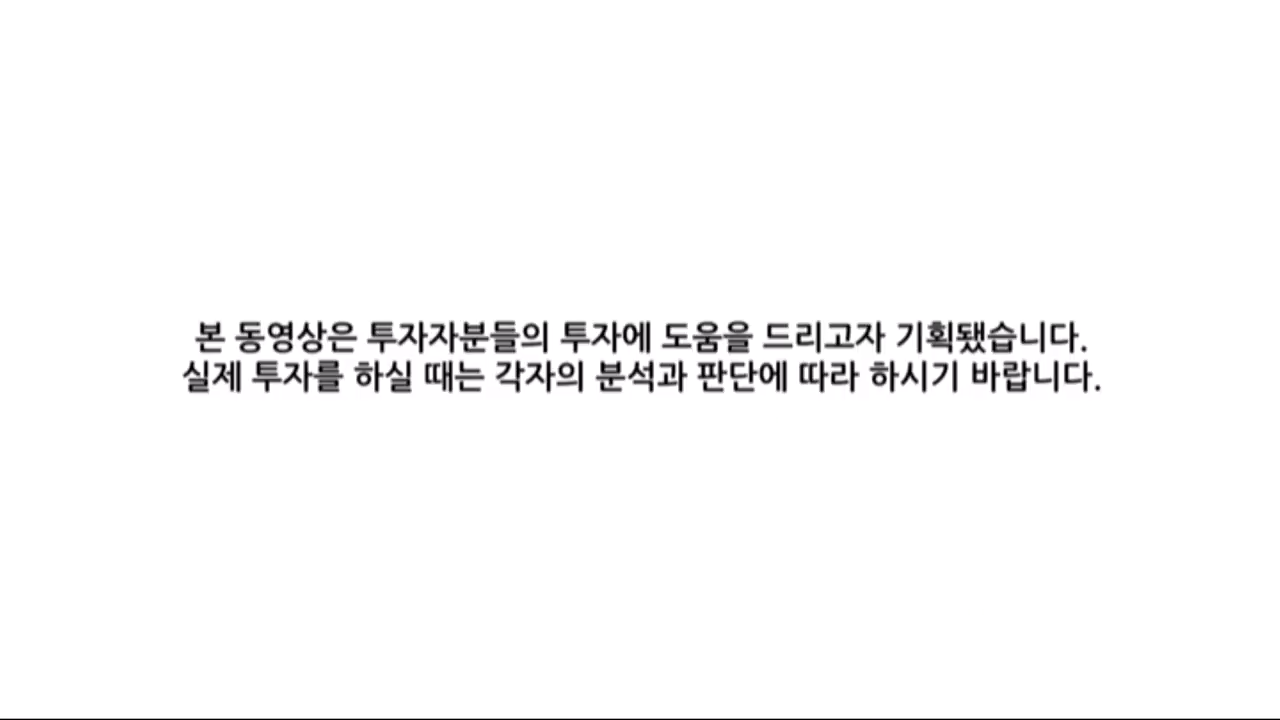 본 동영상은 투자자분들의 투자에 도움을 드리고자 기획됐습니다.
실제 투자를 하실 때는 각자의 분석과 판단에 따라 하시기 바랍니다.